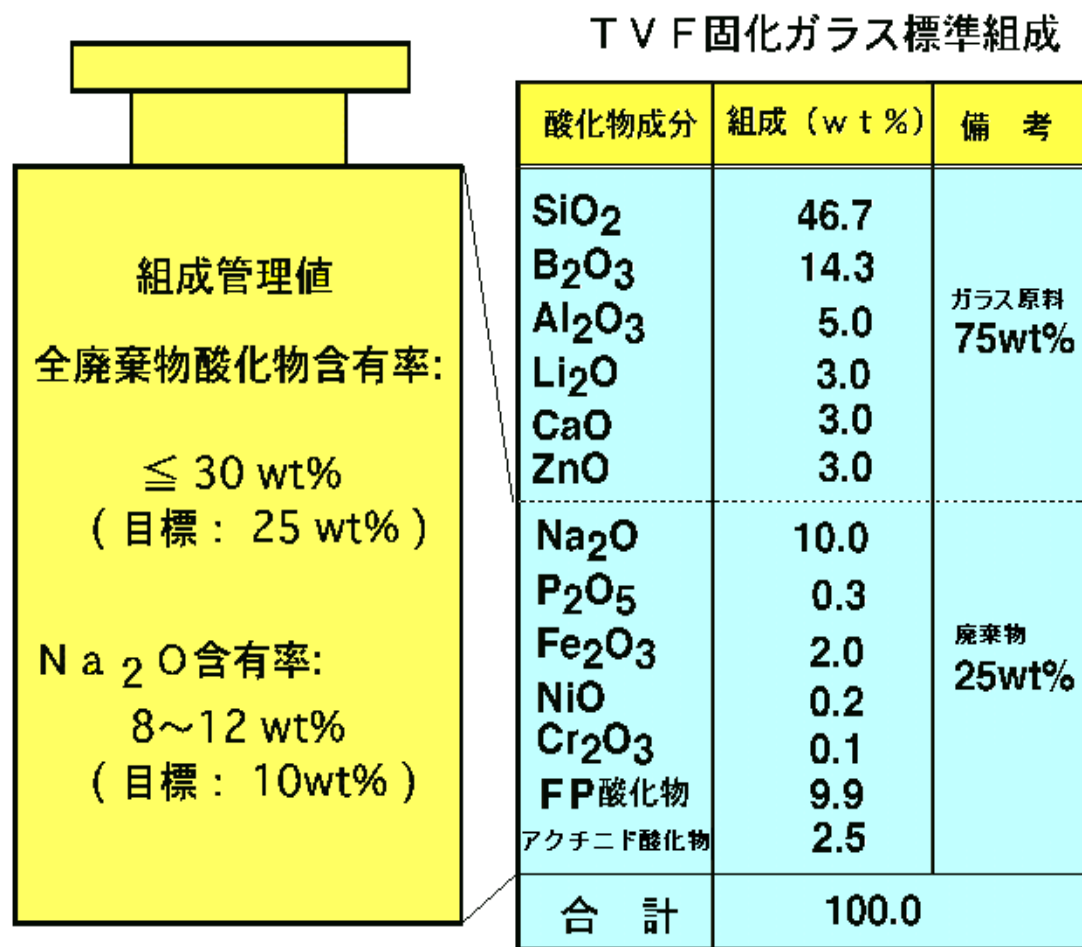 TVF固化ガラス標準組成
組成管理値
全廃棄物酸化物含有率:
≦ 30 wt%
( 目標 : 25 wt% )
Na₂O含有率:
8〜12 wt%
( 目標 : 10wt% )
酸化物成分 組成 (wt%) 備 考
SiO₂ 46.7
B₂O₃ 14.3
Al₂O₃ 5.0
Li₂O 3.0
CaO 3.0
ZnO 3.0
ガラス原料
75wt%
Na₂O 10.0
P₂O₅ 0.3
Fe₂O₃ 2.0
NiO 0.2
Cr₂O₃ 0.1
FP酸化物 9.9
アクチニド酸化物 2.5
廃棄物
25wt%
合 計 100.0